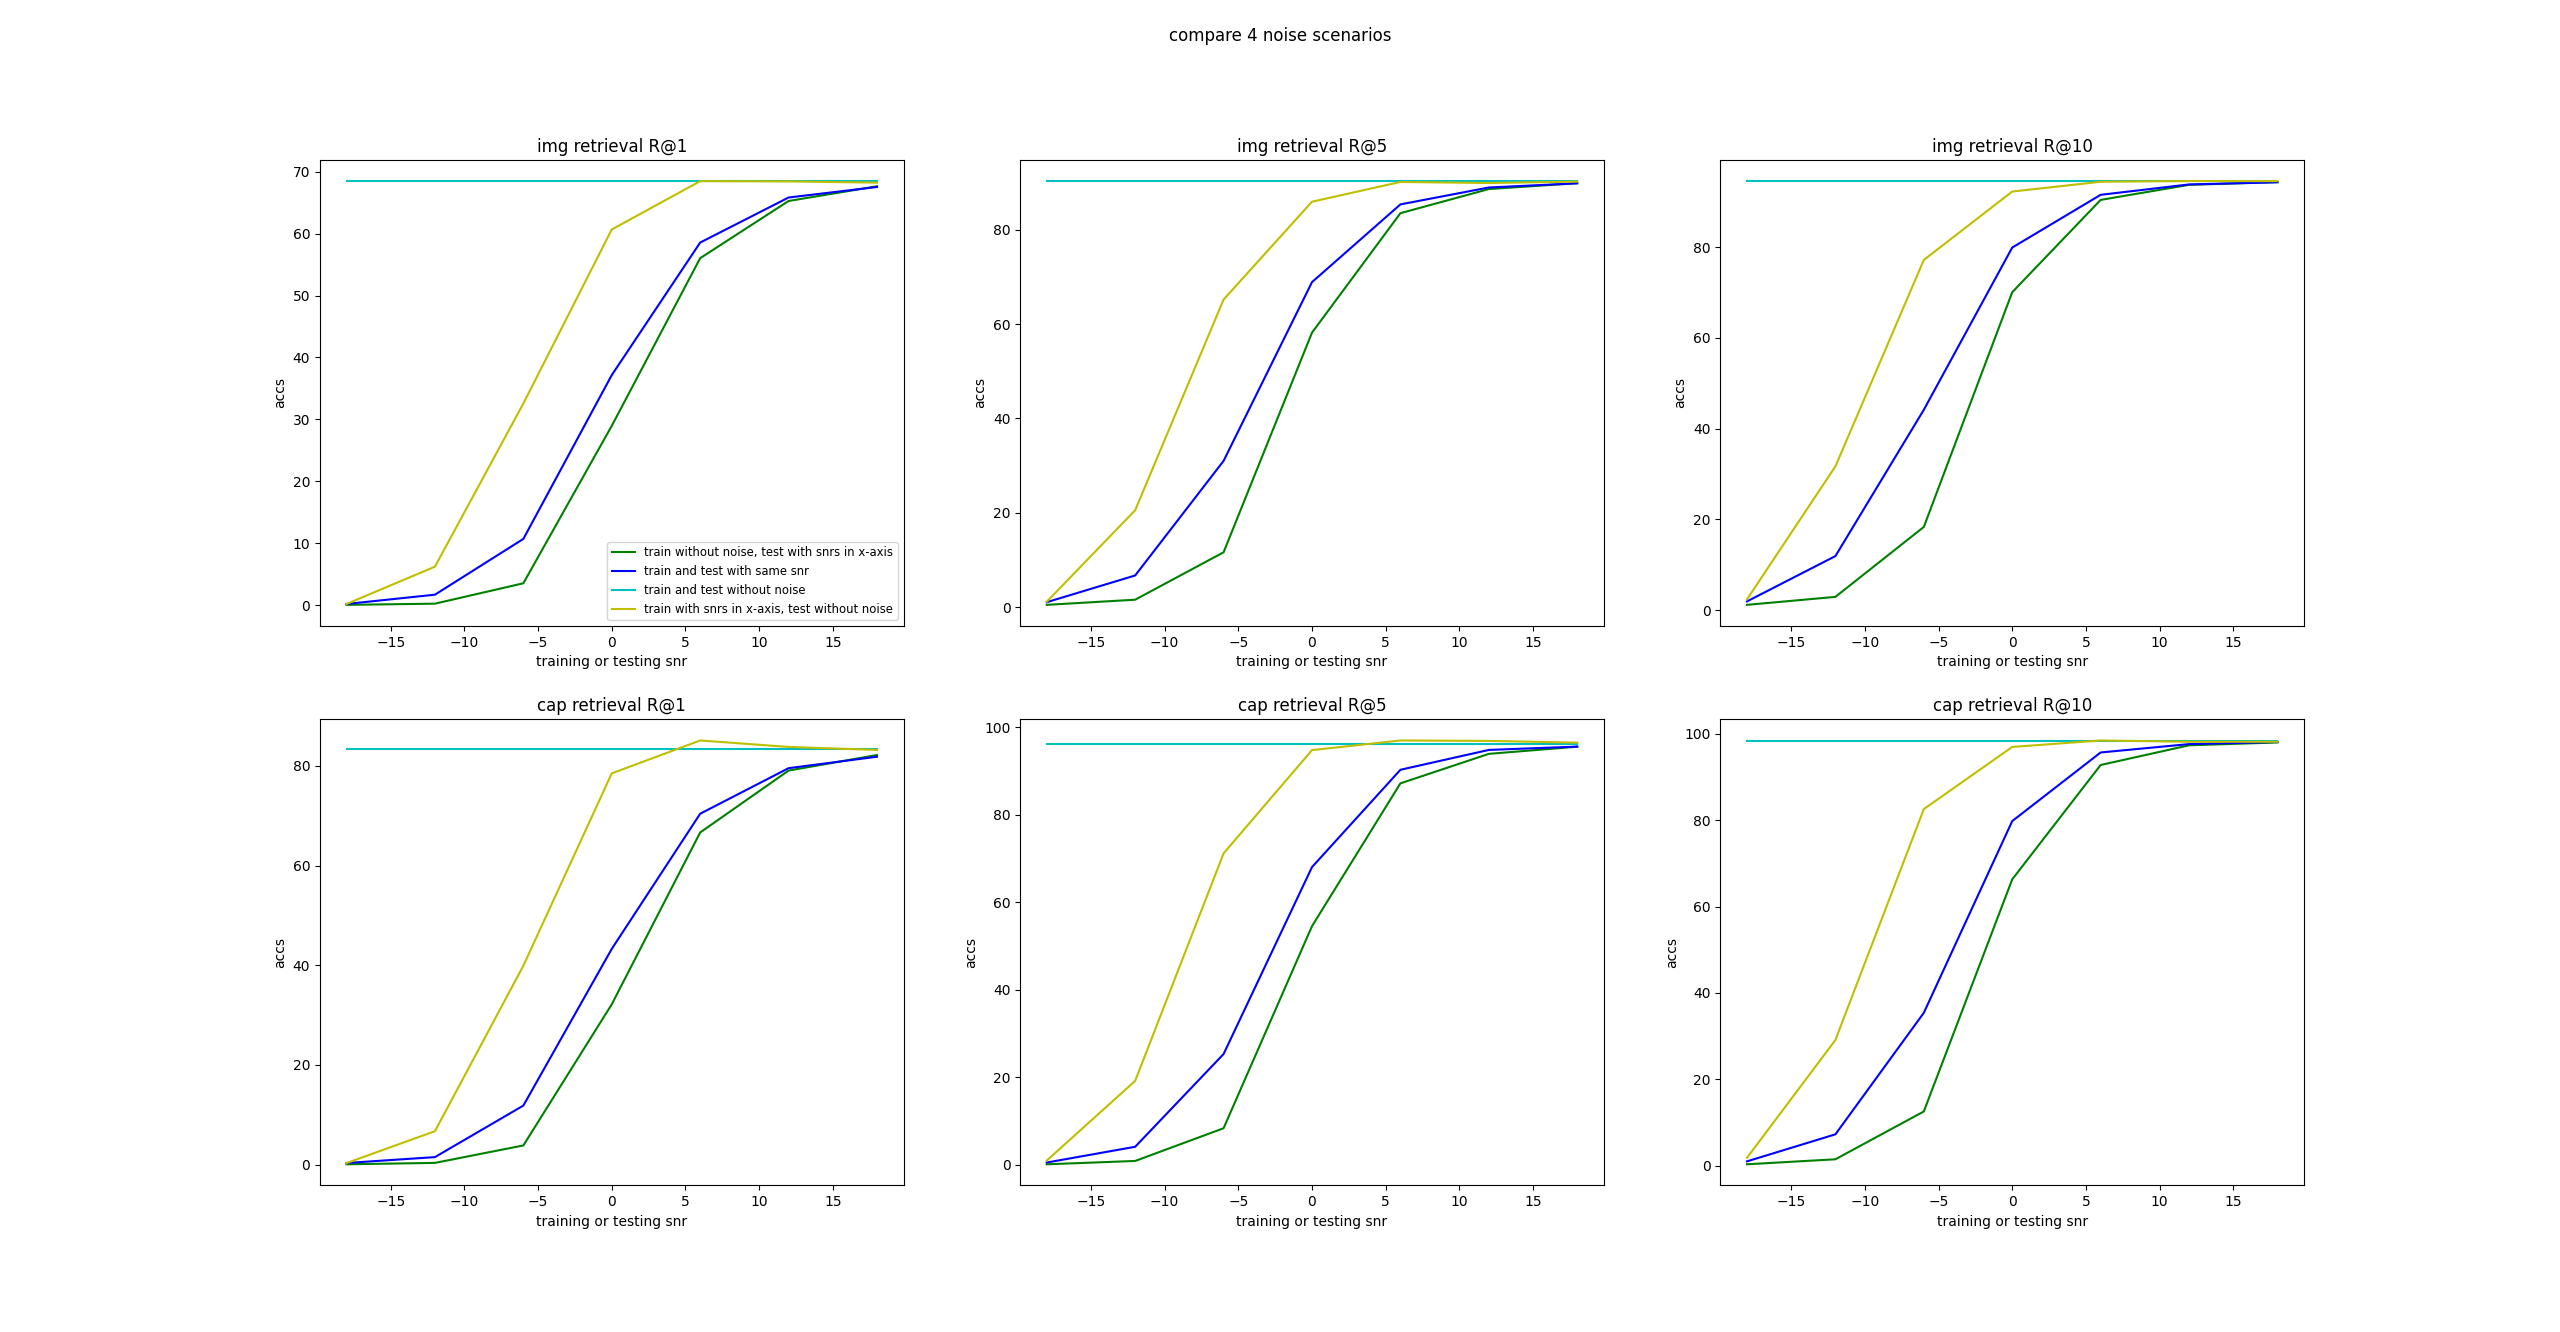 compare 4 noise scenarios
img retrieval R@1
70
60
50
40
30
20
10
0
accs
train without noise, test with snrs in x-axis
train and test with same snr
train and test without noise
train with snrs in x-axis, test without noise
−15 −10 −5 0 5 10 15
training or testing snr
img retrieval R@5
80
60
40
20
0
accs
−15 −10 −5 0 5 10 15
training or testing snr
img retrieval R@10
80
60
40
20
0
accs
−15 −10 −5 0 5 10 15
training or testing snr
cap retrieval R@1
80
60
40
20
0
accs
−15 −10 −5 0 5 10 15
training or testing snr
cap retrieval R@5
100
80
60
40
20
0
accs
−15 −10 −5 0 5 10 15
training or testing snr
cap retrieval R@10
100
80
60
40
20
0
accs
−15 −10 −5 0 5 10 15
training or testing snr